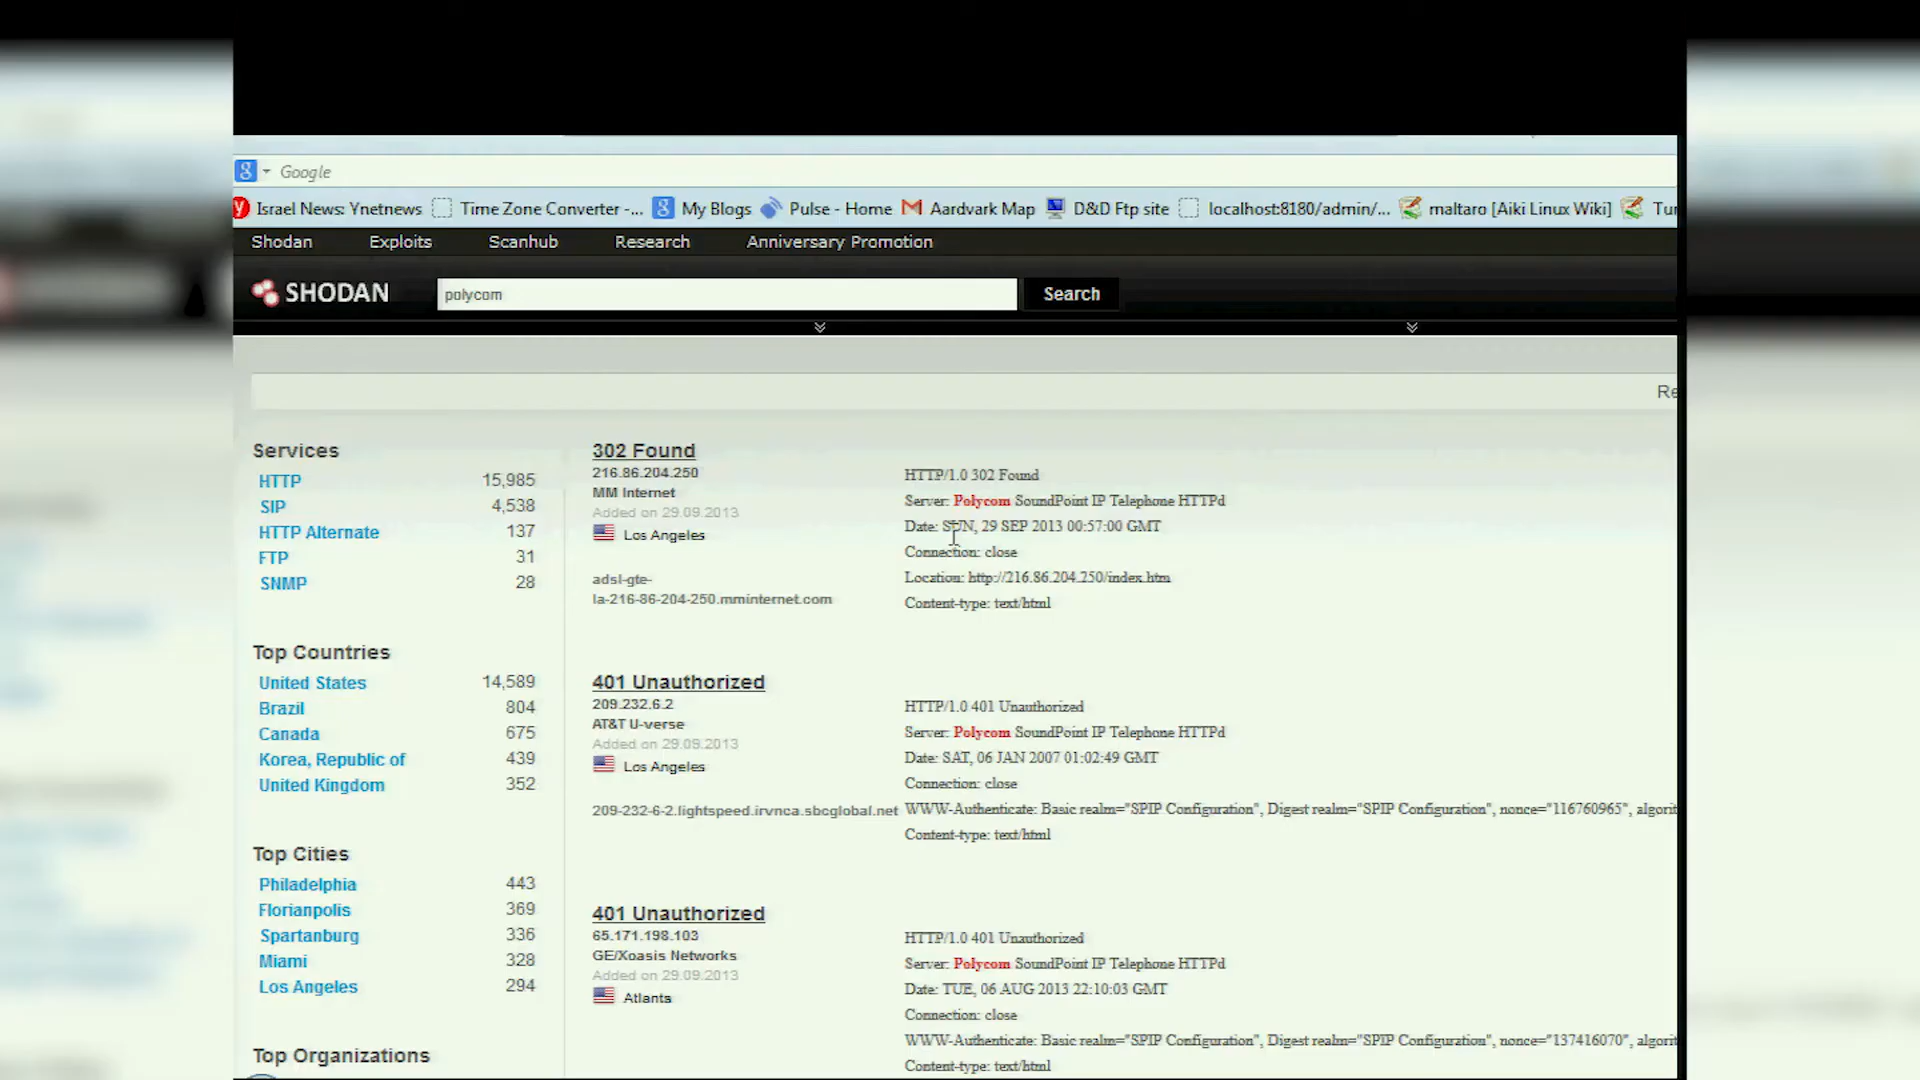 Google
Israel News: Ynetnews Time Zone Converter -... My Blogs Pulse - Home Aardvark Map D&D Ftp site localhost:8180/admin/... maltaro [Aiki Linux Wiki]
Shodan Exploits Scanhub Research Anniversary Promotion
SHODAN polycom Search
Services
HTTP 15,985
SIP 4,538
HTTP Alternate 137
FTP 31
SNMP 28
Top Countries
United States 14,589
Brazil 804
Canada 675
Korea, Republic of 439
United Kingdom 352
Top Cities
Philadelphia 443
Florianpolis 369
Spartanburg 336
Miami 328
Los Angeles 294
Top Organizations
302 Found
216.86.204.250
MM Internet
Added on 29.09.2013
Los Angeles
adsl-gte-
la-216-86-204-250.mminternet.com
HTTP/1.0 302 Found
Server: Polycom SoundPoint IP Telephone HTTPd
Date: SUN, 29 SEP 2013 00:57:00 GMT
Connection: close
Location: http://216.86.204.250/index.htm
Content-type: text/html
401 Unauthorized
209.232.6.2
AT&T U-verse
Added on 29.09.2013
Los Angeles
209-232-6-2.lightspeed.irvnca.sbcglobal.net
HTTP/1.0 401 Unauthorized
Server: Polycom SoundPoint IP Telephone HTTPd
Date: SAT, 06 JAN 2007 01:02:49 GMT
Connection: close
WWW-Authenticate: Basic realm="SPIP Configuration", Digest realm="SPIP Configuration", nonce="116760965", algorit
Content-type: text/html
401 Unauthorized
65.171.198.103
GE/Xoasis Networks
Added on 29.09.2013
Atlanta
HTTP/1.0 401 Unauthorized
Server: Polycom SoundPoint IP Telephone HTTPd
Date: TUE, 06 AUG 2013 22:10:03 GMT
Connection: close
WWW-Authenticate: Basic realm="SPIP Configuration", Digest realm="SPIP Configuration", nonce="137416070", algorit
Content-type: text/html